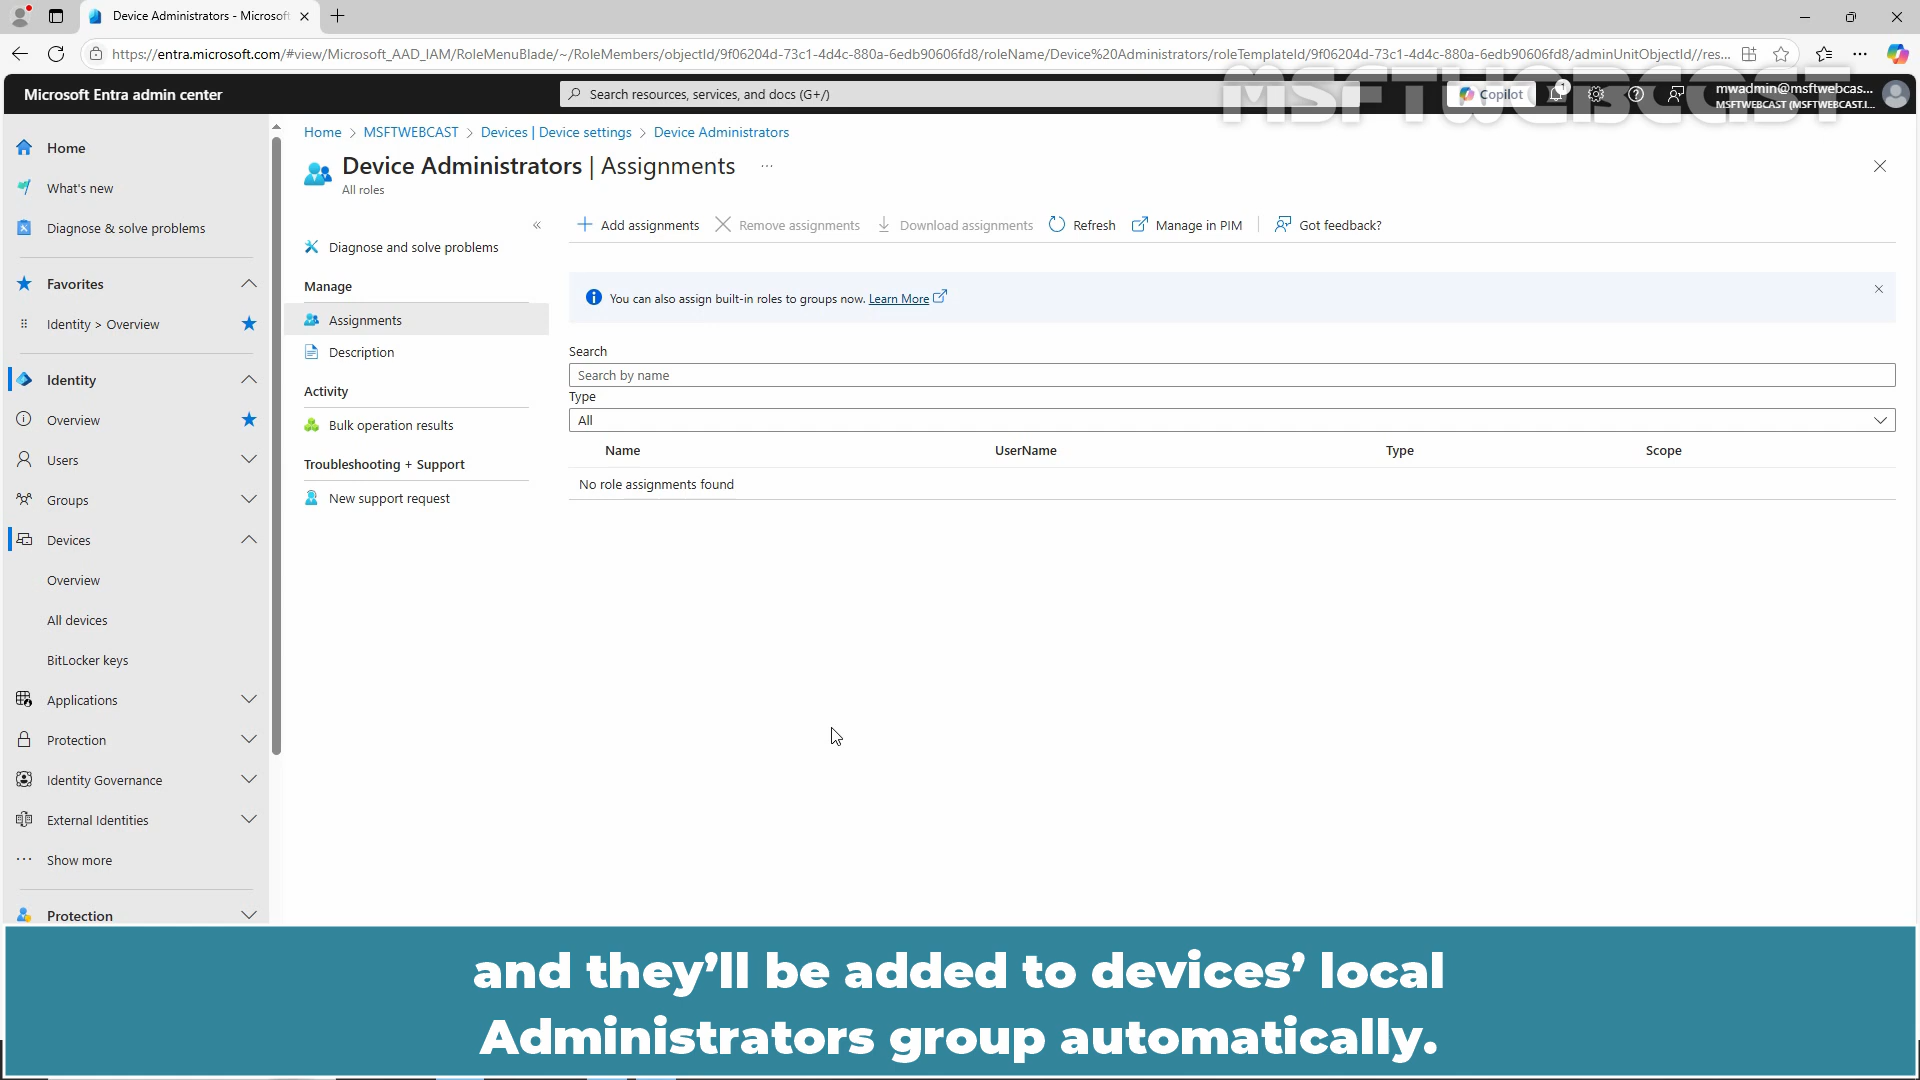 Device Administrators - Microsoft
https://entra.microsoft.com/#view/Microsoft_AAD_IAM/RoleMenuBlade/~/RoleMembers/objectId/9f06204d-73c1-4d4c-880a-6edb90606fd8/roleName/Device%20Administrators/roleTemplateId/9f06204d-73c1-4d4c-880a-6edb90606fd8/adminUnitObjectId//res...
Microsoft Entra admin center
Search resources, services, and docs (G+/)
Copilot
1
mwadmin@msftwebcas...
MSFTWEBCAST (MSFTWEBCAST.I...
MSFTWEBCAST
Home
What's new
Diagnose & solve problems
Favorites
Identity > Overview
Identity
Overview
Users
Groups
Devices
Overview
All devices
BitLocker keys
Applications
Protection
Identity Governance
External Identities
Show more
Protection
Home > MSFTWEBCAST > Devices | Device settings > Device Administrators
Device Administrators | Assignments ...
All roles
Diagnose and solve problems
Manage
Assignments
Description
Activity
Bulk operation results
Troubleshooting + Support
New support request
Add assignments
Remove assignments
Download assignments
Refresh
Manage in PIM
Got feedback?
You can also assign built-in roles to groups now. Learn More
Search
Search by name
Type
All
Name UserName Type Scope
No role assignments found
and they’ll be added to devices’ local
Administrators group automatically.